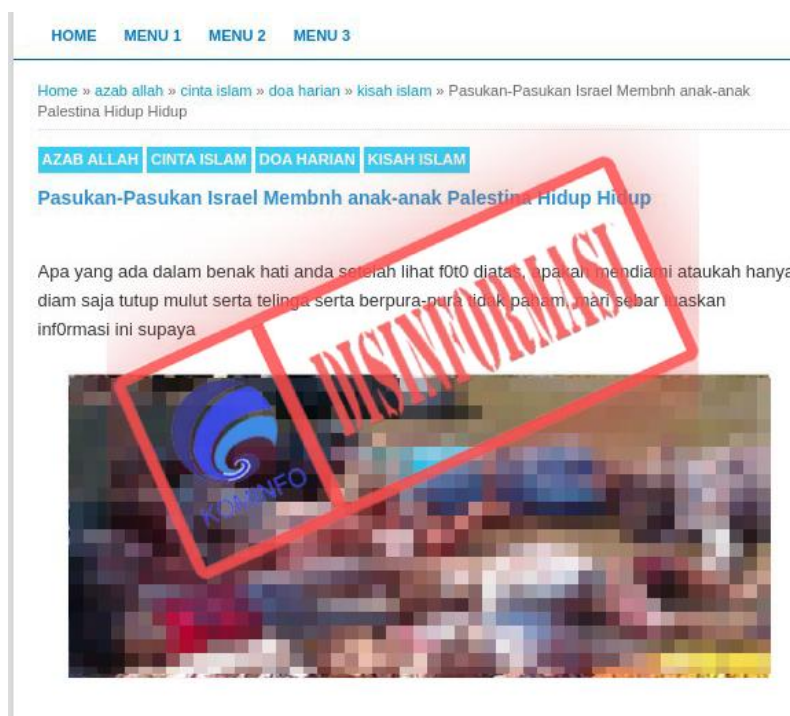 HOME MENU 1 MENU 2 MENU 3
Home » azab allah » cinta islam » doa harian » kisah islam » Pasukan-Pasukan Israel Membnh anak-anak
Palestina Hidup Hidup
AZAB ALLAH CINTA ISLAM DOA HARIAN KISAH ISLAM
Pasukan-Pasukan Israel Membnh anak-anak Palestina Hidup Hidup
Apa yang ada dalam benak hati anda setelah lihat f0t0 diatas, apakah mendiami ataukah hanya
diam saja tutup mulut serta telinga serta berpura-pura tidak paham, mari sebar luaskan
inf0rmasi ini supaya
DISINFORMASI
KOMINFO